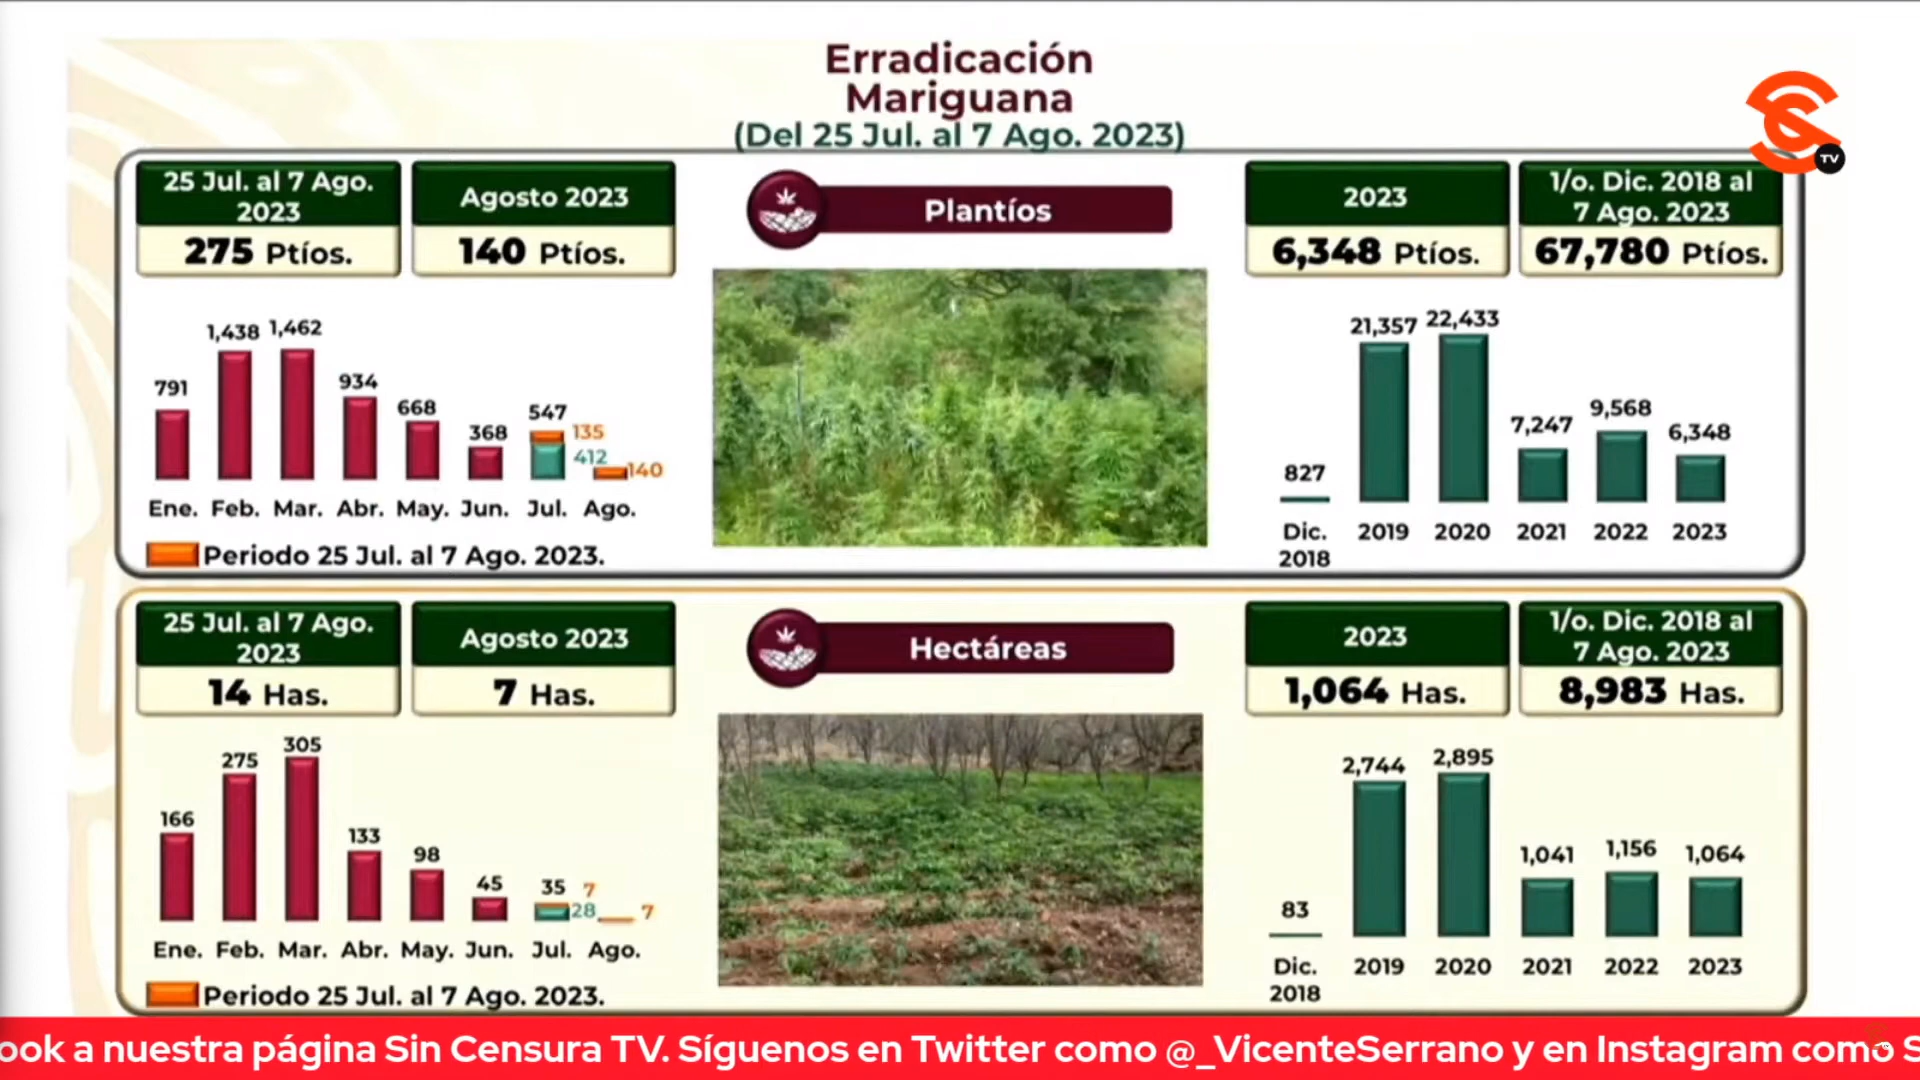 Erradicación
Mariguana
(Del 25 Jul. al 7 Ago. 2023)
TV
25 Jul. al 7 Ago.
2023
275 Ptíos.
Agosto 2023
140 Ptíos.
Plantíos
2023
6,348 Ptíos.
1/o. Dic. 2018 al
7 Ago. 2023
67,780 Ptíos.
791
1,438
1,462
934
668
368
547
135
412
140
Ene. Feb. Mar. Abr. May. Jun. Jul. Ago.
Periodo 25 Jul. al 7 Ago. 2023.
827
21,357
22,433
7,247
9,568
6,348
Dic.
2018
2019 2020 2021 2022 2023
25 Jul. al 7 Ago.
2023
14 Has.
Agosto 2023
7 Has.
Hectáreas
2023
1,064 Has.
1/o. Dic. 2018 al
7 Ago. 2023
8,983 Has.
166
275
305
133
98
45
35
7
28
7
Ene. Feb. Mar. Abr. May. Jun. Jul. Ago.
Periodo 25 Jul. al 7 Ago. 2023.
83
2,744
2,895
1,041
1,156
1,064
Dic.
2018
2019 2020 2021 2022 2023
ook a nuestra página Sin Censura TV. Síguenos en Twitter como @_VicenteSerrano y en Instagram como S